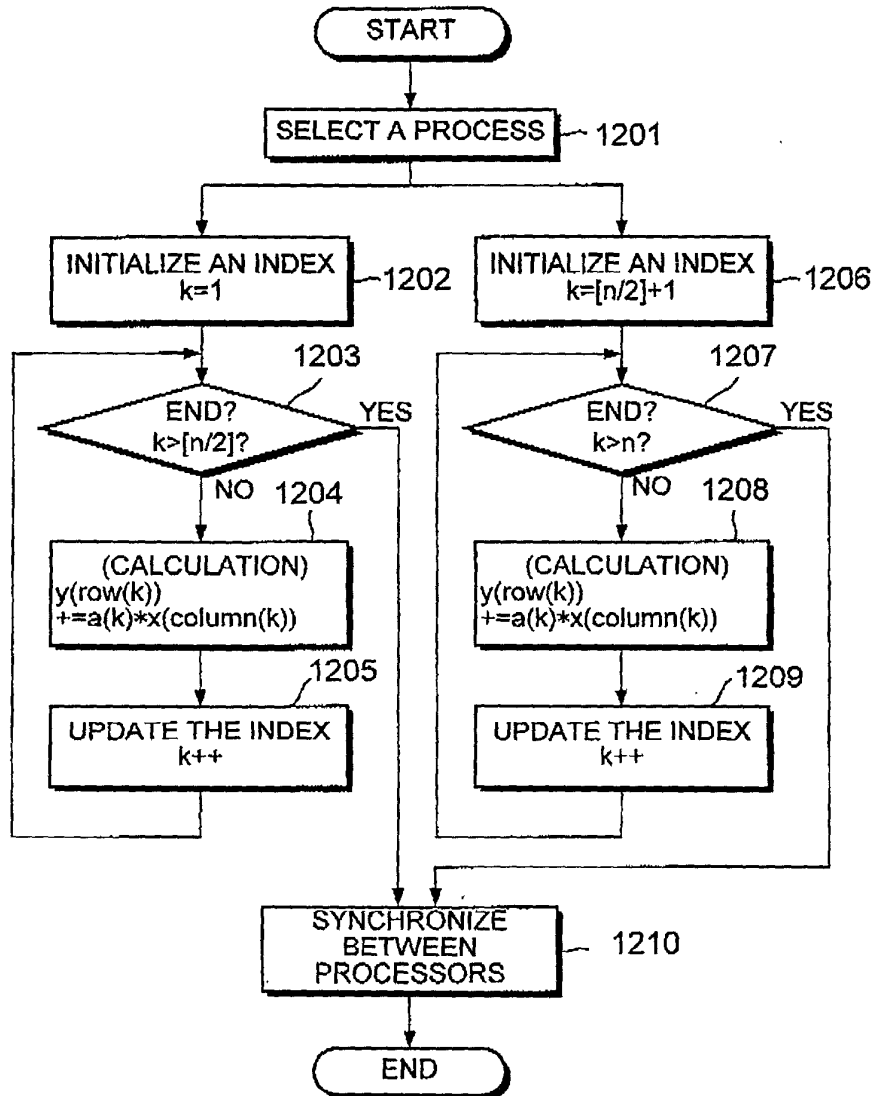 START
SELECT A PROCESS
1201
INITIALIZE AN INDEX
k=1
1202
INITIALIZE AN INDEX
k=[n/2]+1
1206
1203
END?
k>[n/2]?
YES
NO
1207
END?
k>n?
YES
NO
1204
(CALCULATION)
y(row(k))
+=a(k)*x(column(k))
1208
(CALCULATION)
y(row(k))
+=a(k)*x(column(k))
1205
UPDATE THE INDEX
k++
1209
UPDATE THE INDEX
k++
SYNCHRONIZE
BETWEEN
PROCESSORS
1210
END